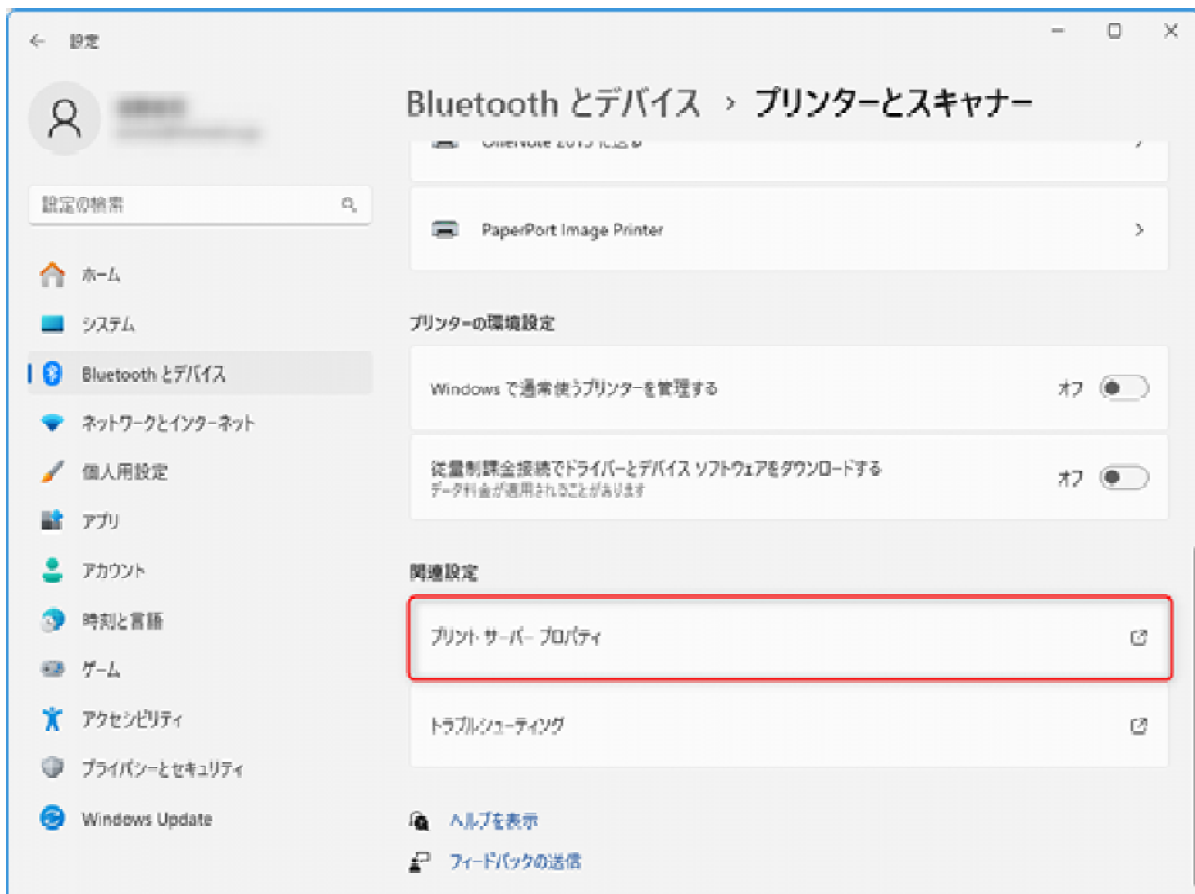 設定
Bluetooth とデバイス › プリンターとスキャナー
設定の検索
ホーム
システム
Bluetooth とデバイス
ネットワークとインターネット
個人用設定
アプリ
アカウント
時刻と言語
ゲーム
アクセシビリティ
プライバシーとセキュリティ
Windows Update
PaperPort Image Printer
プリンターの環境設定
Windows で通常使うプリンターを管理する
オフ
従量制課金接続でドライバーとデバイス ソフトウェアをダウンロードする
データ料金が適用されることがあります
オフ
関連設定
プリント サーバー プロパティ
トラブルシューティング
ヘルプを表示
フィードバックの送信